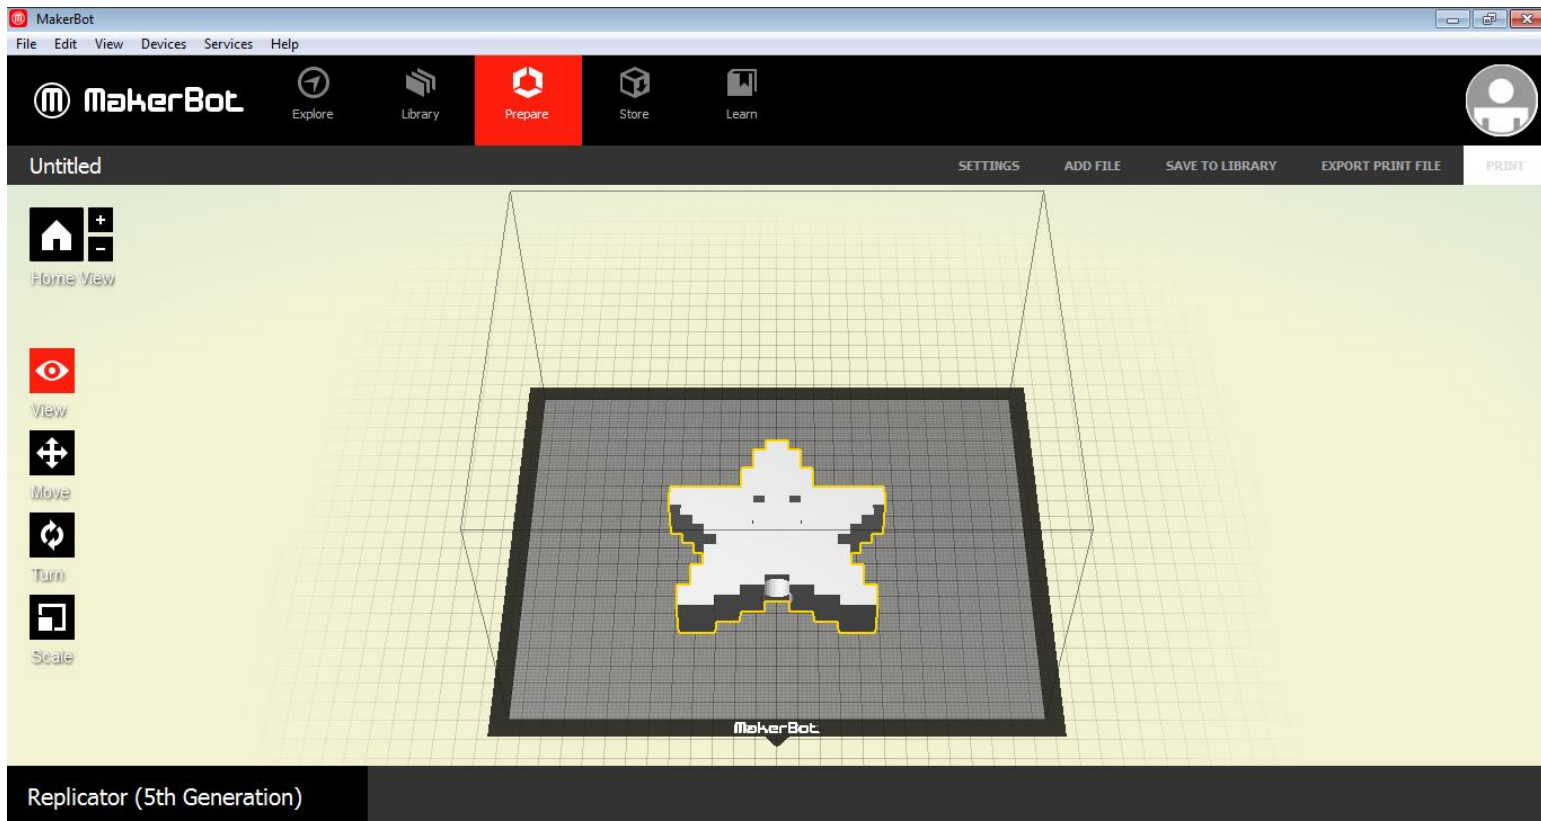 MakerBot
File Edit View Devices Services Help
MakerBot
Explore Library Prepare Store Learn
Untitled
SETTINGS ADD FILE SAVE TO LIBRARY EXPORT PRINT FILE PRINT
+
-
Home View
View
Move
Turn
Scale
MakerBot
Replicator (5th Generation)